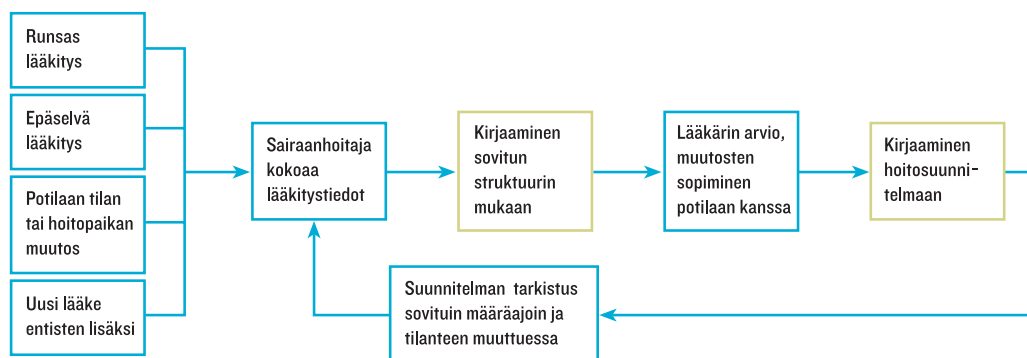 Runsas
lääkitys
Epäselvä
lääkitys
Potilaan tilan
tai hoitopaikan
muutos
Uusi lääke
entisten lisäksi
Sairaanhoitaja
kokoaa
lääkitystiedot
Kirjaaminen
sovitun
struktuurin
mukaan
Lääkärin arvio,
muutosten
sopiminen
potilaan kanssa
Kirjaaminen
hoitosuunni-
telmaan
Suunnitelman tarkistus
sovituin määräajoin ja
tilanteen muuttuessa